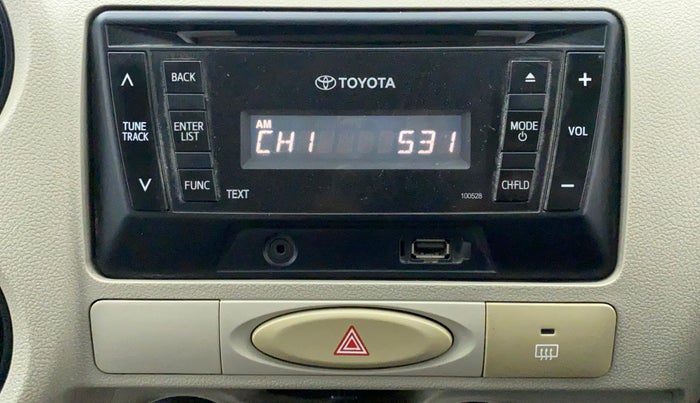 BACK
TOYOTA
TUNE
TRACK
ENTER
LIST
AM
CH1 531
MODE
VOL
+
-
FUNC
TEXT
100528
CHFLD